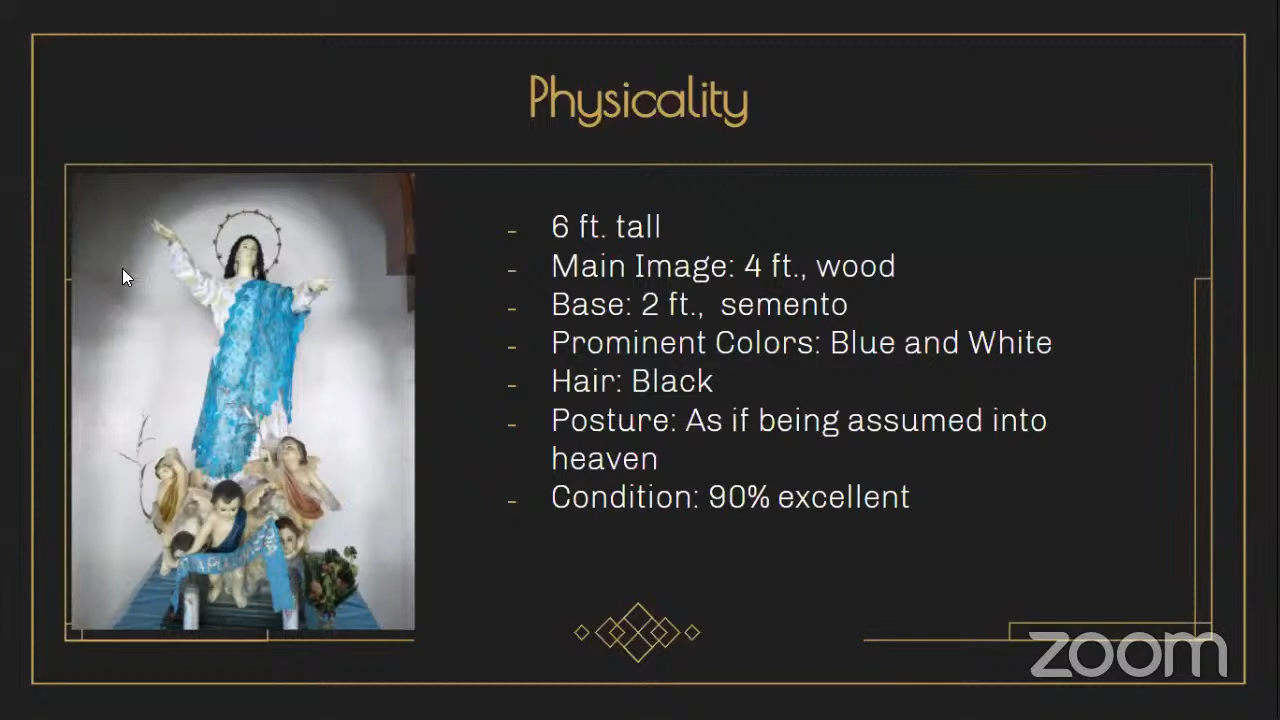 Physicality
- 6 ft. tall
- Main Image: 4 ft., wood
- Base: 2 ft., semento
- Prominent Colors: Blue and White
- Hair: Black
- Posture: As if being assumed into
heaven
- Condition: 90% excellent
zoom